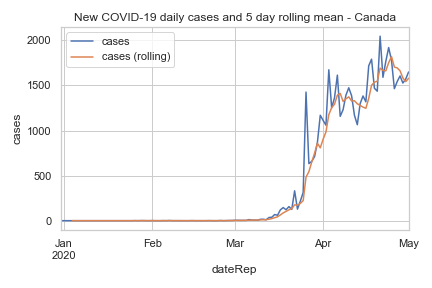 New COVID-19 daily cases and 5 day rolling mean - Canada
cases
cases (rolling)
2000
1500
1000
500
0
cases
Jan
2020
Feb
Mar
Apr
May
dateRep